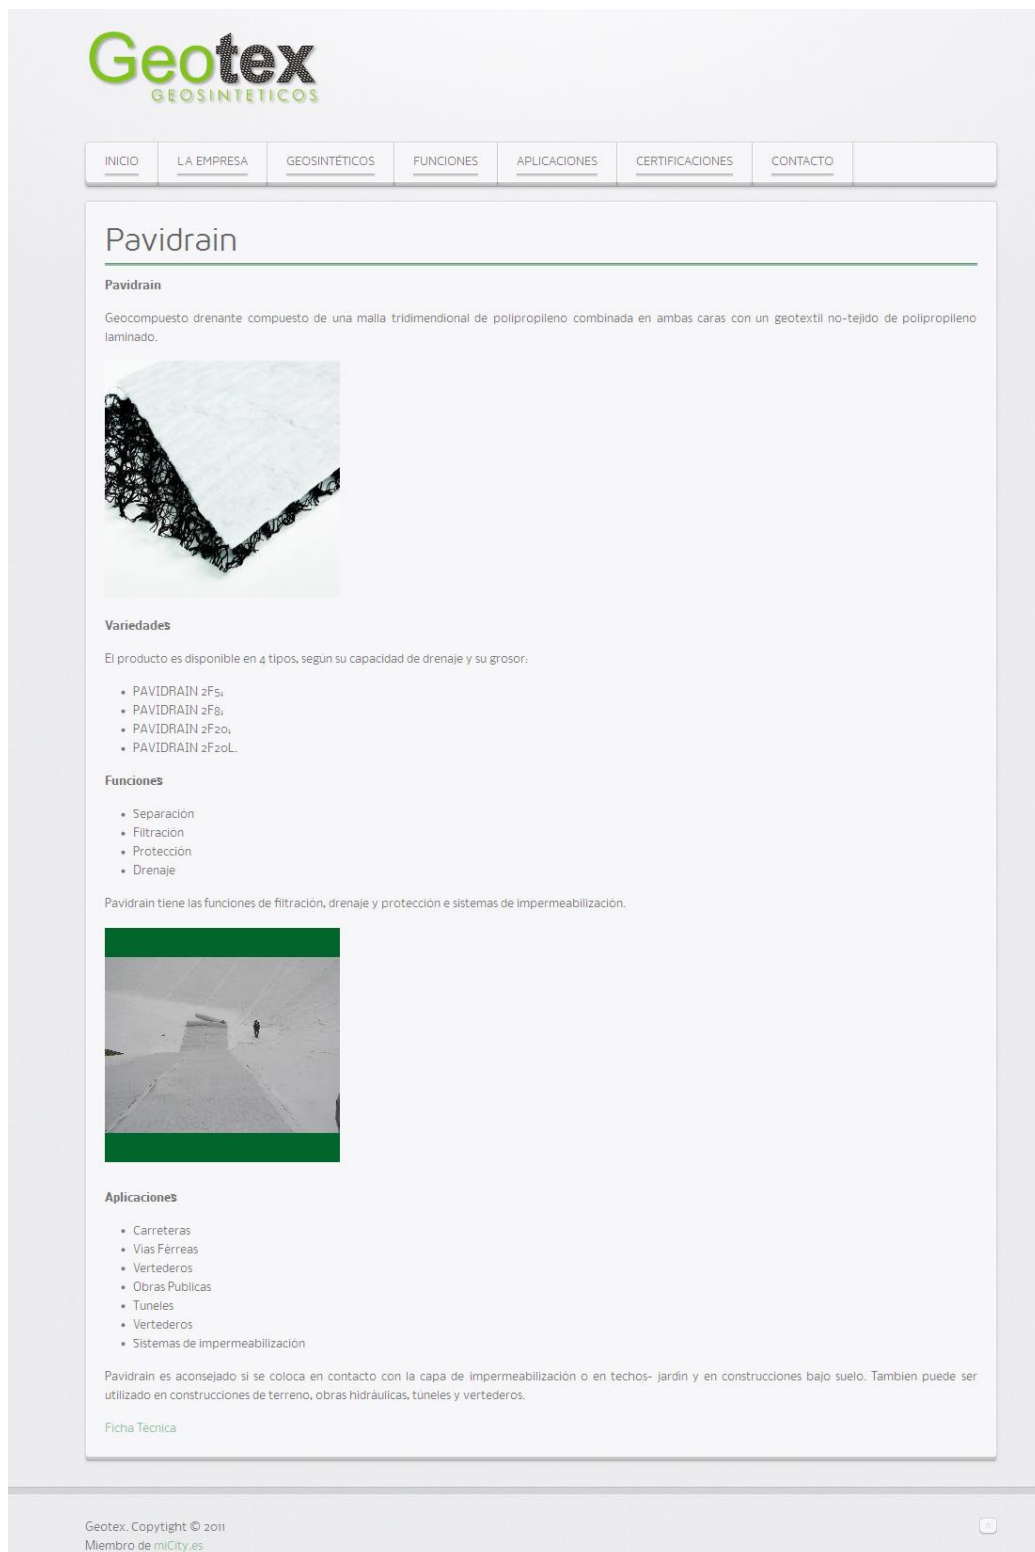 Geotex
GEOSINTETICOS
INICIO
LA EMPRESA
GEOSINTÉTICOS
FUNCIONES
APLICACIONES
CERTIFICACIONES
CONTACTO
Pavidrain
Pavidrain
Geocompuesto drenante compuesto de una malla tridimendional de polipropileno combinada en ambas caras con un geotextil no-tejido de polipropileno
laminado.
Variedades
El producto es disponible en 4 tipos, según su capacidad de drenaje y su grosor:
• PAVIDRAIN 2F5;
• PAVIDRAIN 2F8;
• PAVIDRAIN 2F20;
• PAVIDRAIN 2F20L.
Funciones
• Separación
• Filtración
• Protección
• Drenaje
Pavidrain tiene las funciones de filtración, drenaje y protección e sistemas de impermeabilización.
Aplicaciones
• Carreteras
• Vías Férreas
• Vertederos
• Obras Publicas
• Tuneles
• Vertederos
• Sistemas de impermeabilización
Pavidrain es aconsejado si se coloca en contacto con la capa de impermeabilización o en techos- jardín y en construcciones bajo suelo. Tambien puede ser
utilizado en construcciones de terreno, obras hidráulicas, túneles y vertederos.
Ficha Técnica
Geotex. Copytight © 2011
Miembro de miCity.es